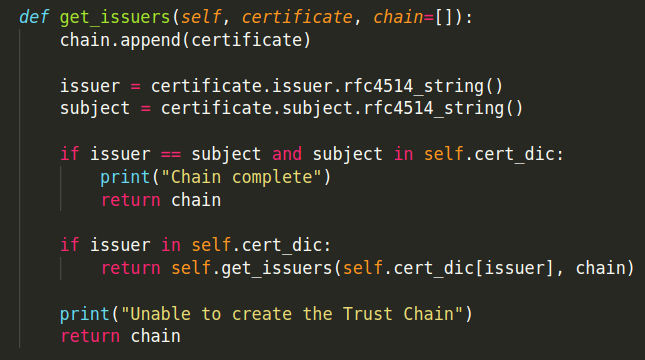 def get_issuers(self, certificate, chain=[]):
    chain.append(certificate)

    issuer = certificate.issuer.rfc4514_string()
    subject = certificate.subject.rfc4514_string()

    if issuer == subject and subject in self.cert_dic:
        print("Chain complete")
        return chain

    if issuer in self.cert_dic:
        return self.get_issuers(self.cert_dic[issuer], chain)

    print("Unable to create the Trust Chain")
    return chain